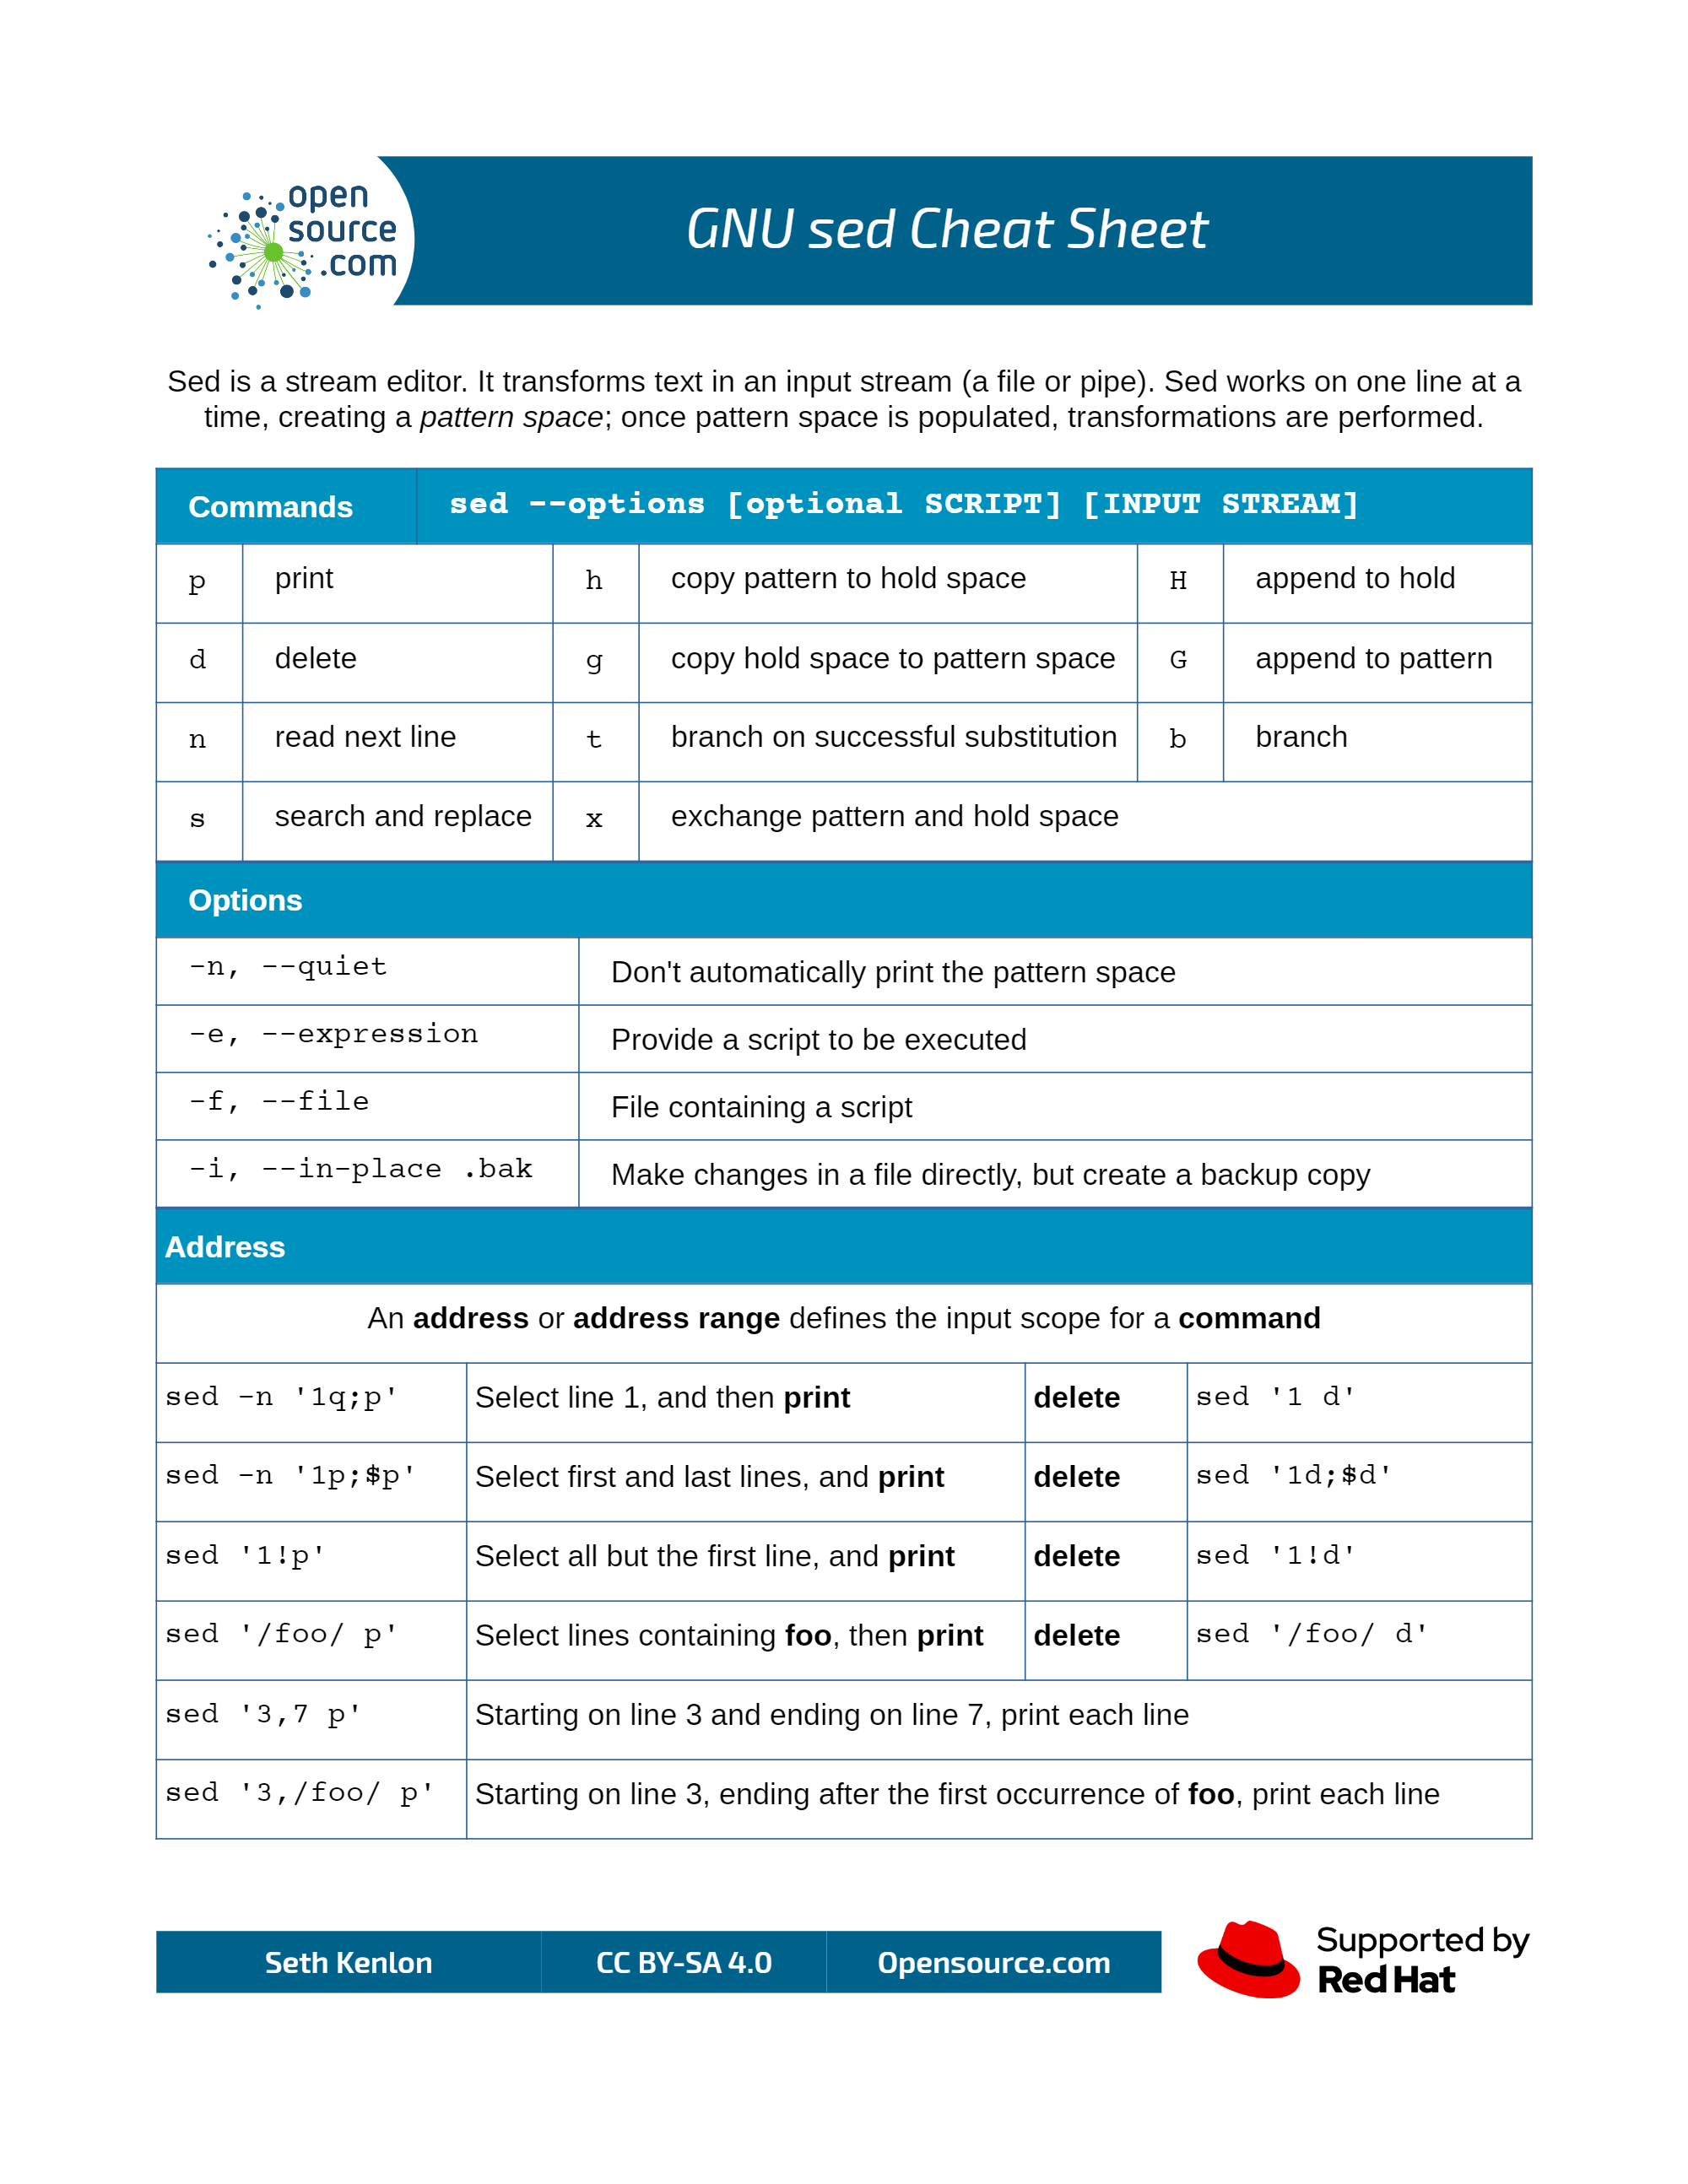 open
source
.com
GNU sed Cheat Sheet
Sed is a stream editor. It transforms text in an input stream (a file or pipe). Sed works on one line at a
time, creating a pattern space; once pattern space is populated, transformations are performed.
Commands sed --options [optional SCRIPT] [INPUT STREAM]
p print h copy pattern to hold space H append to hold
d delete g copy hold space to pattern space G append to pattern
n read next line t branch on successful substitution b branch
s search and replace x exchange pattern and hold space
Options
-n, --quiet Don't automatically print the pattern space
-e, --expression Provide a script to be executed
-f, --file File containing a script
-i, --in-place .bak Make changes in a file directly, but create a backup copy
Address
An address or address range defines the input scope for a command
sed -n '1q;p' Select line 1, and then print delete sed '1 d'
sed -n '1p;$p' Select first and last lines, and print delete sed '1d;$d'
sed '1!p' Select all but the first line, and print delete sed '1!d'
sed '/foo/ p' Select lines containing foo, then print delete sed '/foo/ d'
sed '3,7 p' Starting on line 3 and ending on line 7, print each line
sed '3,/foo/ p' Starting on line 3, ending after the first occurrence of foo, print each line
Seth Kenlon CC BY-SA 4.0 Opensource.com
Supported by
Red Hat